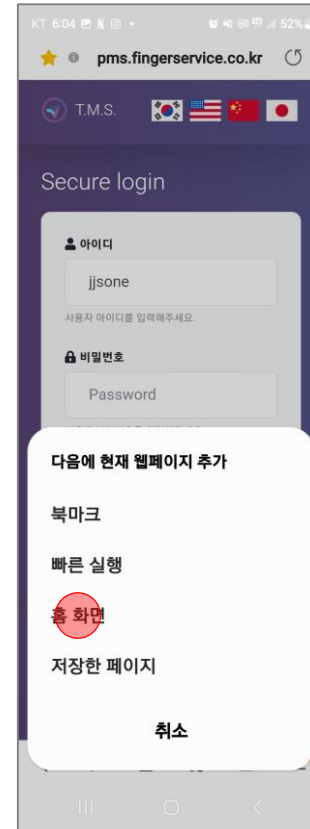 KT 6:04
52%
pms.fingerservice.co.kr
T.M.S.
Secure login
아이디
jjsone
사용자 아이디를 입력해주세요.
비밀번호
Password
다음에 현재 웹페이지 추가
북마크
빠른 실행
홈 화면
저장한 페이지
취소